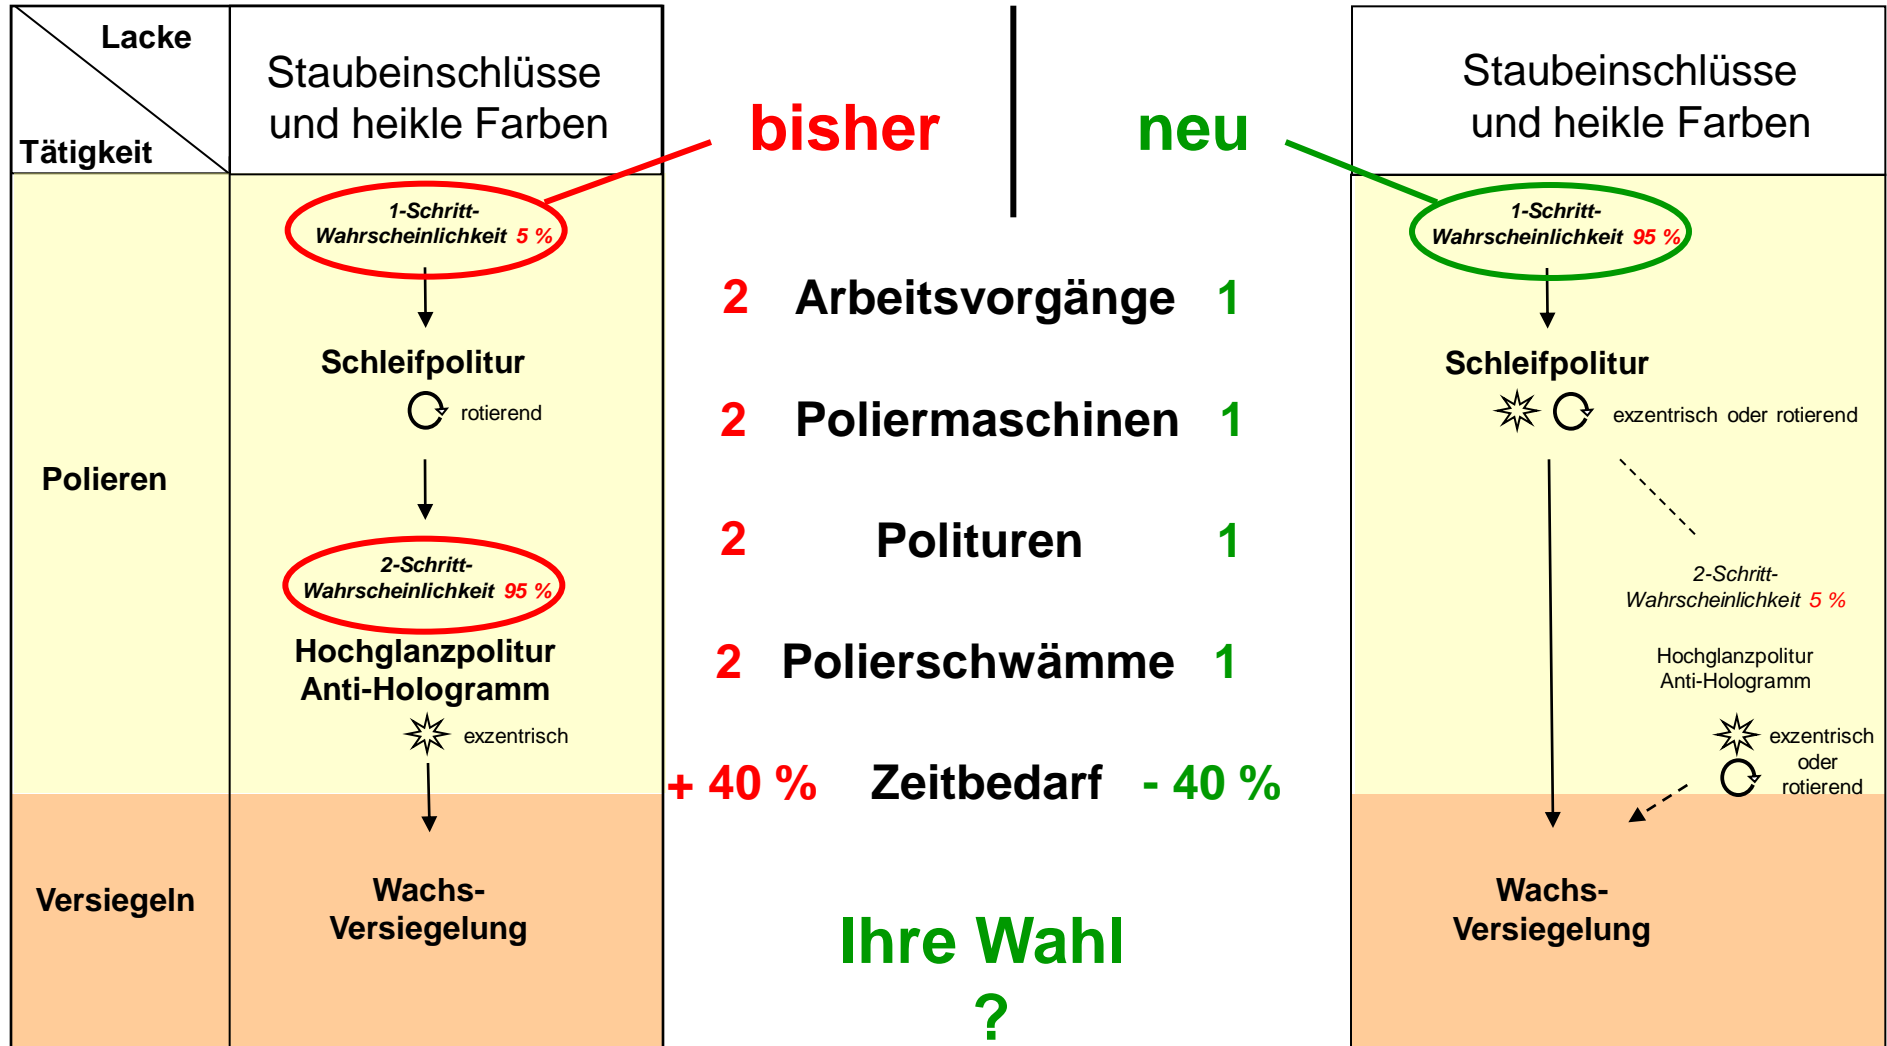 Lacke
Tätigkeit
Staubeinschlüsse
und heikle Farben
1-Schritt-
Wahrscheinlichkeit 5 %
Schleifpolitur
rotierend
Polieren
2-Schritt-
Wahrscheinlichkeit 95 %
Hochglanzpolitur
Anti-Hologramm
exzentrisch
Versiegeln
Wachs-
Versiegelung
bisher neu
2 Arbeitsvorgänge 1
2 Poliermaschinen 1
2 Polituren 1
2 Polierschwämme 1
+ 40 % Zeitbedarf - 40 %
Ihre Wahl
?
Staubeinschlüsse
und heikle Farben
1-Schritt-
Wahrscheinlichkeit 95 %
Schleifpolitur
exzentrisch oder rotierend
2-Schritt-
Wahrscheinlichkeit 5 %
Hochglanzpolitur
Anti-Hologramm
exzentrisch
oder
rotierend
Wachs-
Versiegelung